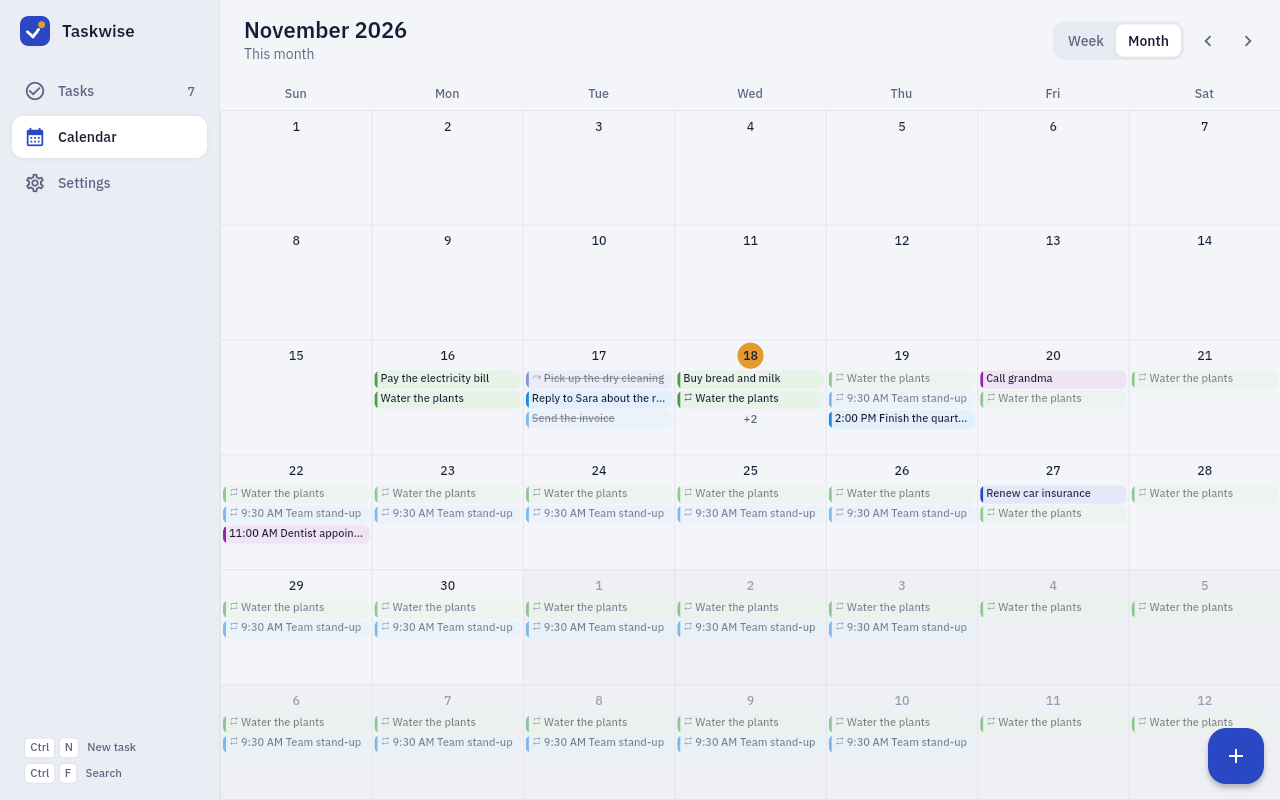 Taskwise
Tasks 7
Calendar
Settings
Ctrl N New task
Ctrl F Search
November 2026
This month
Week Month
Sun Mon Tue Wed Thu Fri Sat
1 2 3 4 5 6 7
8 9 10 11 12 13 14
15 16 17 18 19 20 21
Pay the electricity bill Pick up the dry cleaning Buy bread and milk Water the plants Call grandma Water the plants
Water the plants Reply to Sara about the r... Water the plants 9:30 AM Team stand-up Water the plants
Send the invoice +2 2:00 PM Finish the quart...
22 23 24 25 26 27 28
Water the plants Water the plants Water the plants Water the plants Water the plants Renew car insurance Water the plants
9:30 AM Team stand-up 9:30 AM Team stand-up 9:30 AM Team stand-up 9:30 AM Team stand-up 9:30 AM Team stand-up Water the plants
11:00 AM Dentist appoin...
29 30 1 2 3 4 5
Water the plants Water the plants Water the plants Water the plants Water the plants Water the plants Water the plants
9:30 AM Team stand-up 9:30 AM Team stand-up 9:30 AM Team stand-up 9:30 AM Team stand-up 9:30 AM Team stand-up
6 7 8 9 10 11 12
Water the plants Water the plants Water the plants Water the plants Water the plants Water the plants Water the plants
9:30 AM Team stand-up 9:30 AM Team stand-up 9:30 AM Team stand-up 9:30 AM Team stand-up 9:30 AM Team stand-up